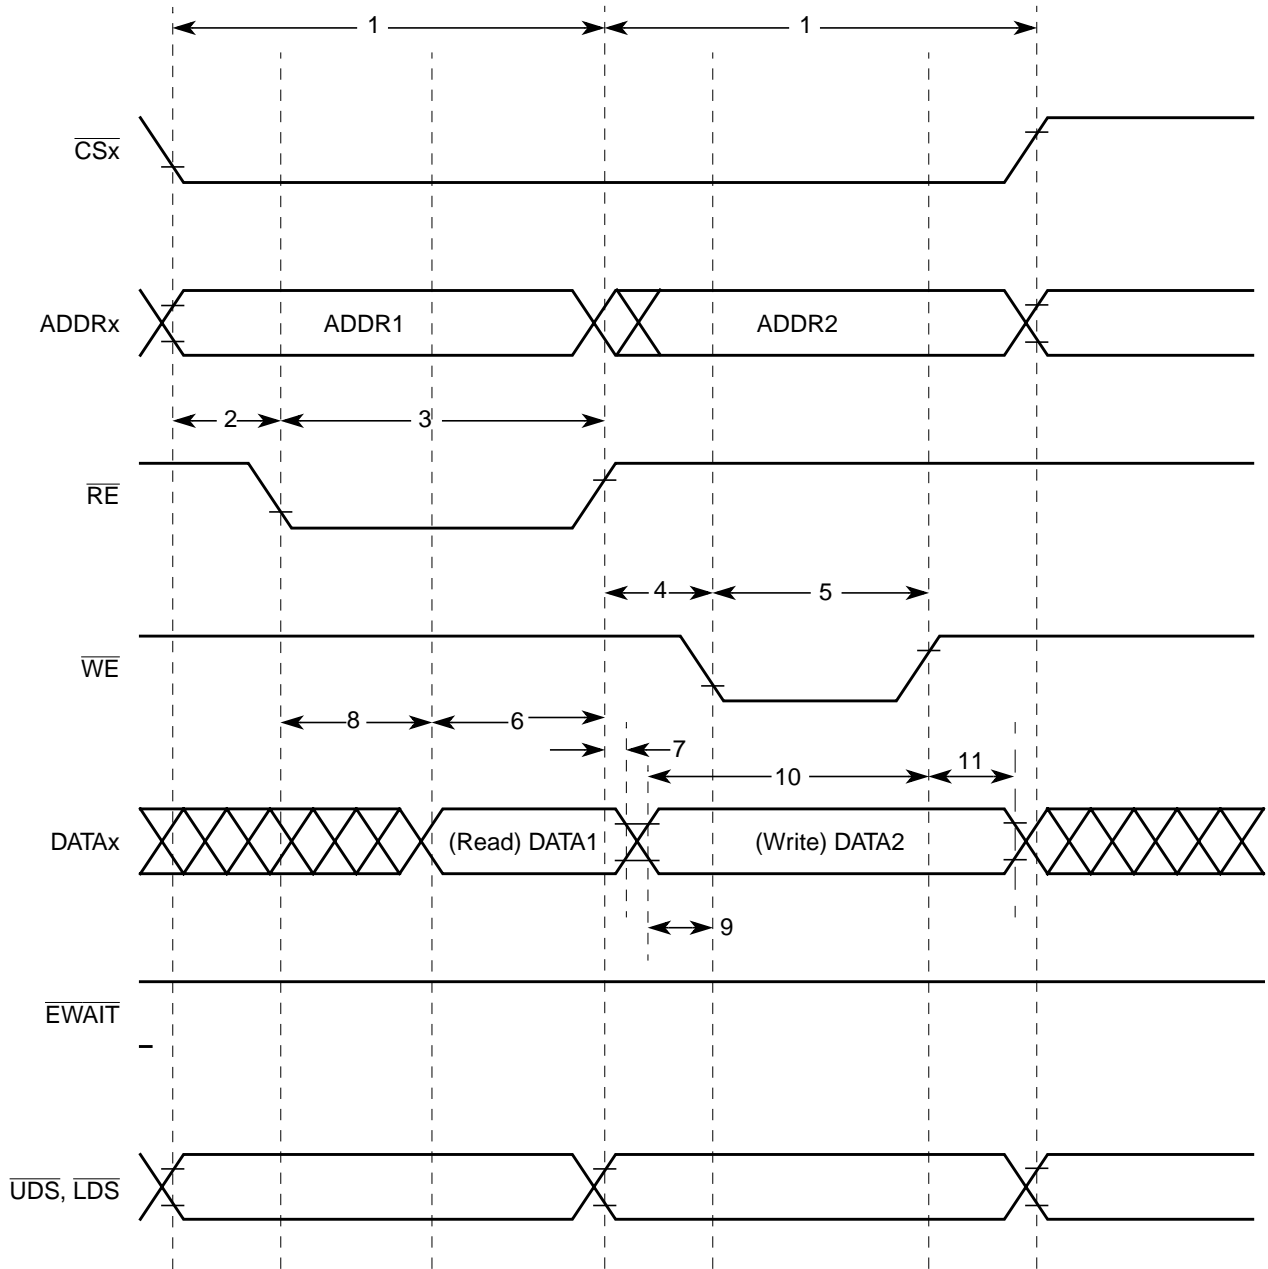 1 1
CSx
ADDRx ADDR1 ADDR2
2 3
RE
4 5
WE
8 6
7
10 11
DATAx (Read) DATA1 (Write) DATA2
9
EWAIT
UDS, LDS